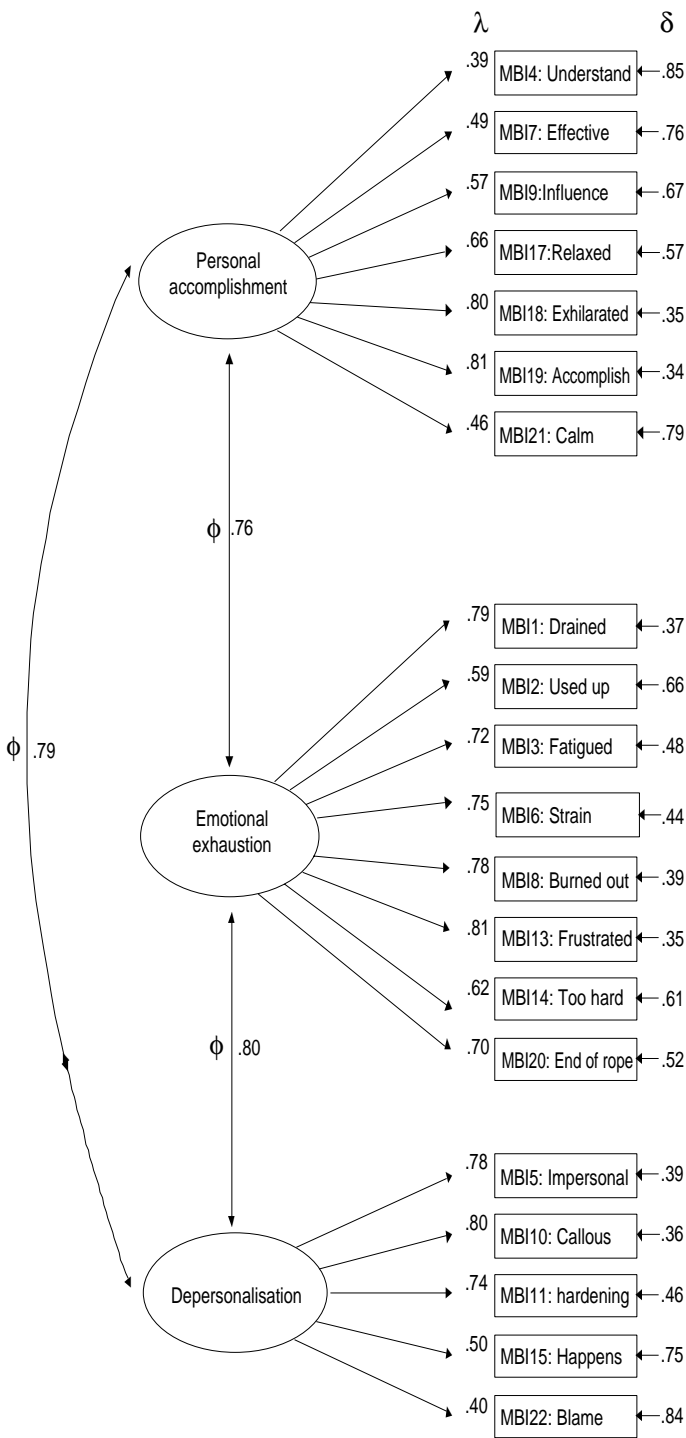 λ δ
.39 MBI4: Understand .85
.49 MBI7: Effective .76
.57 MBI9:Influence .67
Personal
accomplishment
.66 MBI17:Relaxed .57
.80 MBI18: Exhilarated .35
.81 MBI19: Accomplish .34
.46 MBI21: Calm .79
ϕ .76
.79 MBI1: Drained .37
.59 MBI2: Used up .66
.72 MBI3: Fatigued .48
ϕ .79
Emotional
exhaustion
.75 MBI6: Strain .44
.78 MBI8: Burned out .39
.81 MBI13: Frustrated .35
.62 MBI14: Too hard .61
.70 MBI20: End of rope .52
ϕ .80
.78 MBI5: Impersonal .39
.80 MBI10: Callous .36
Depersonalisation
.74 MBI11: hardening .46
.50 MBI15: Happens .75
.40 MBI22: Blame .84